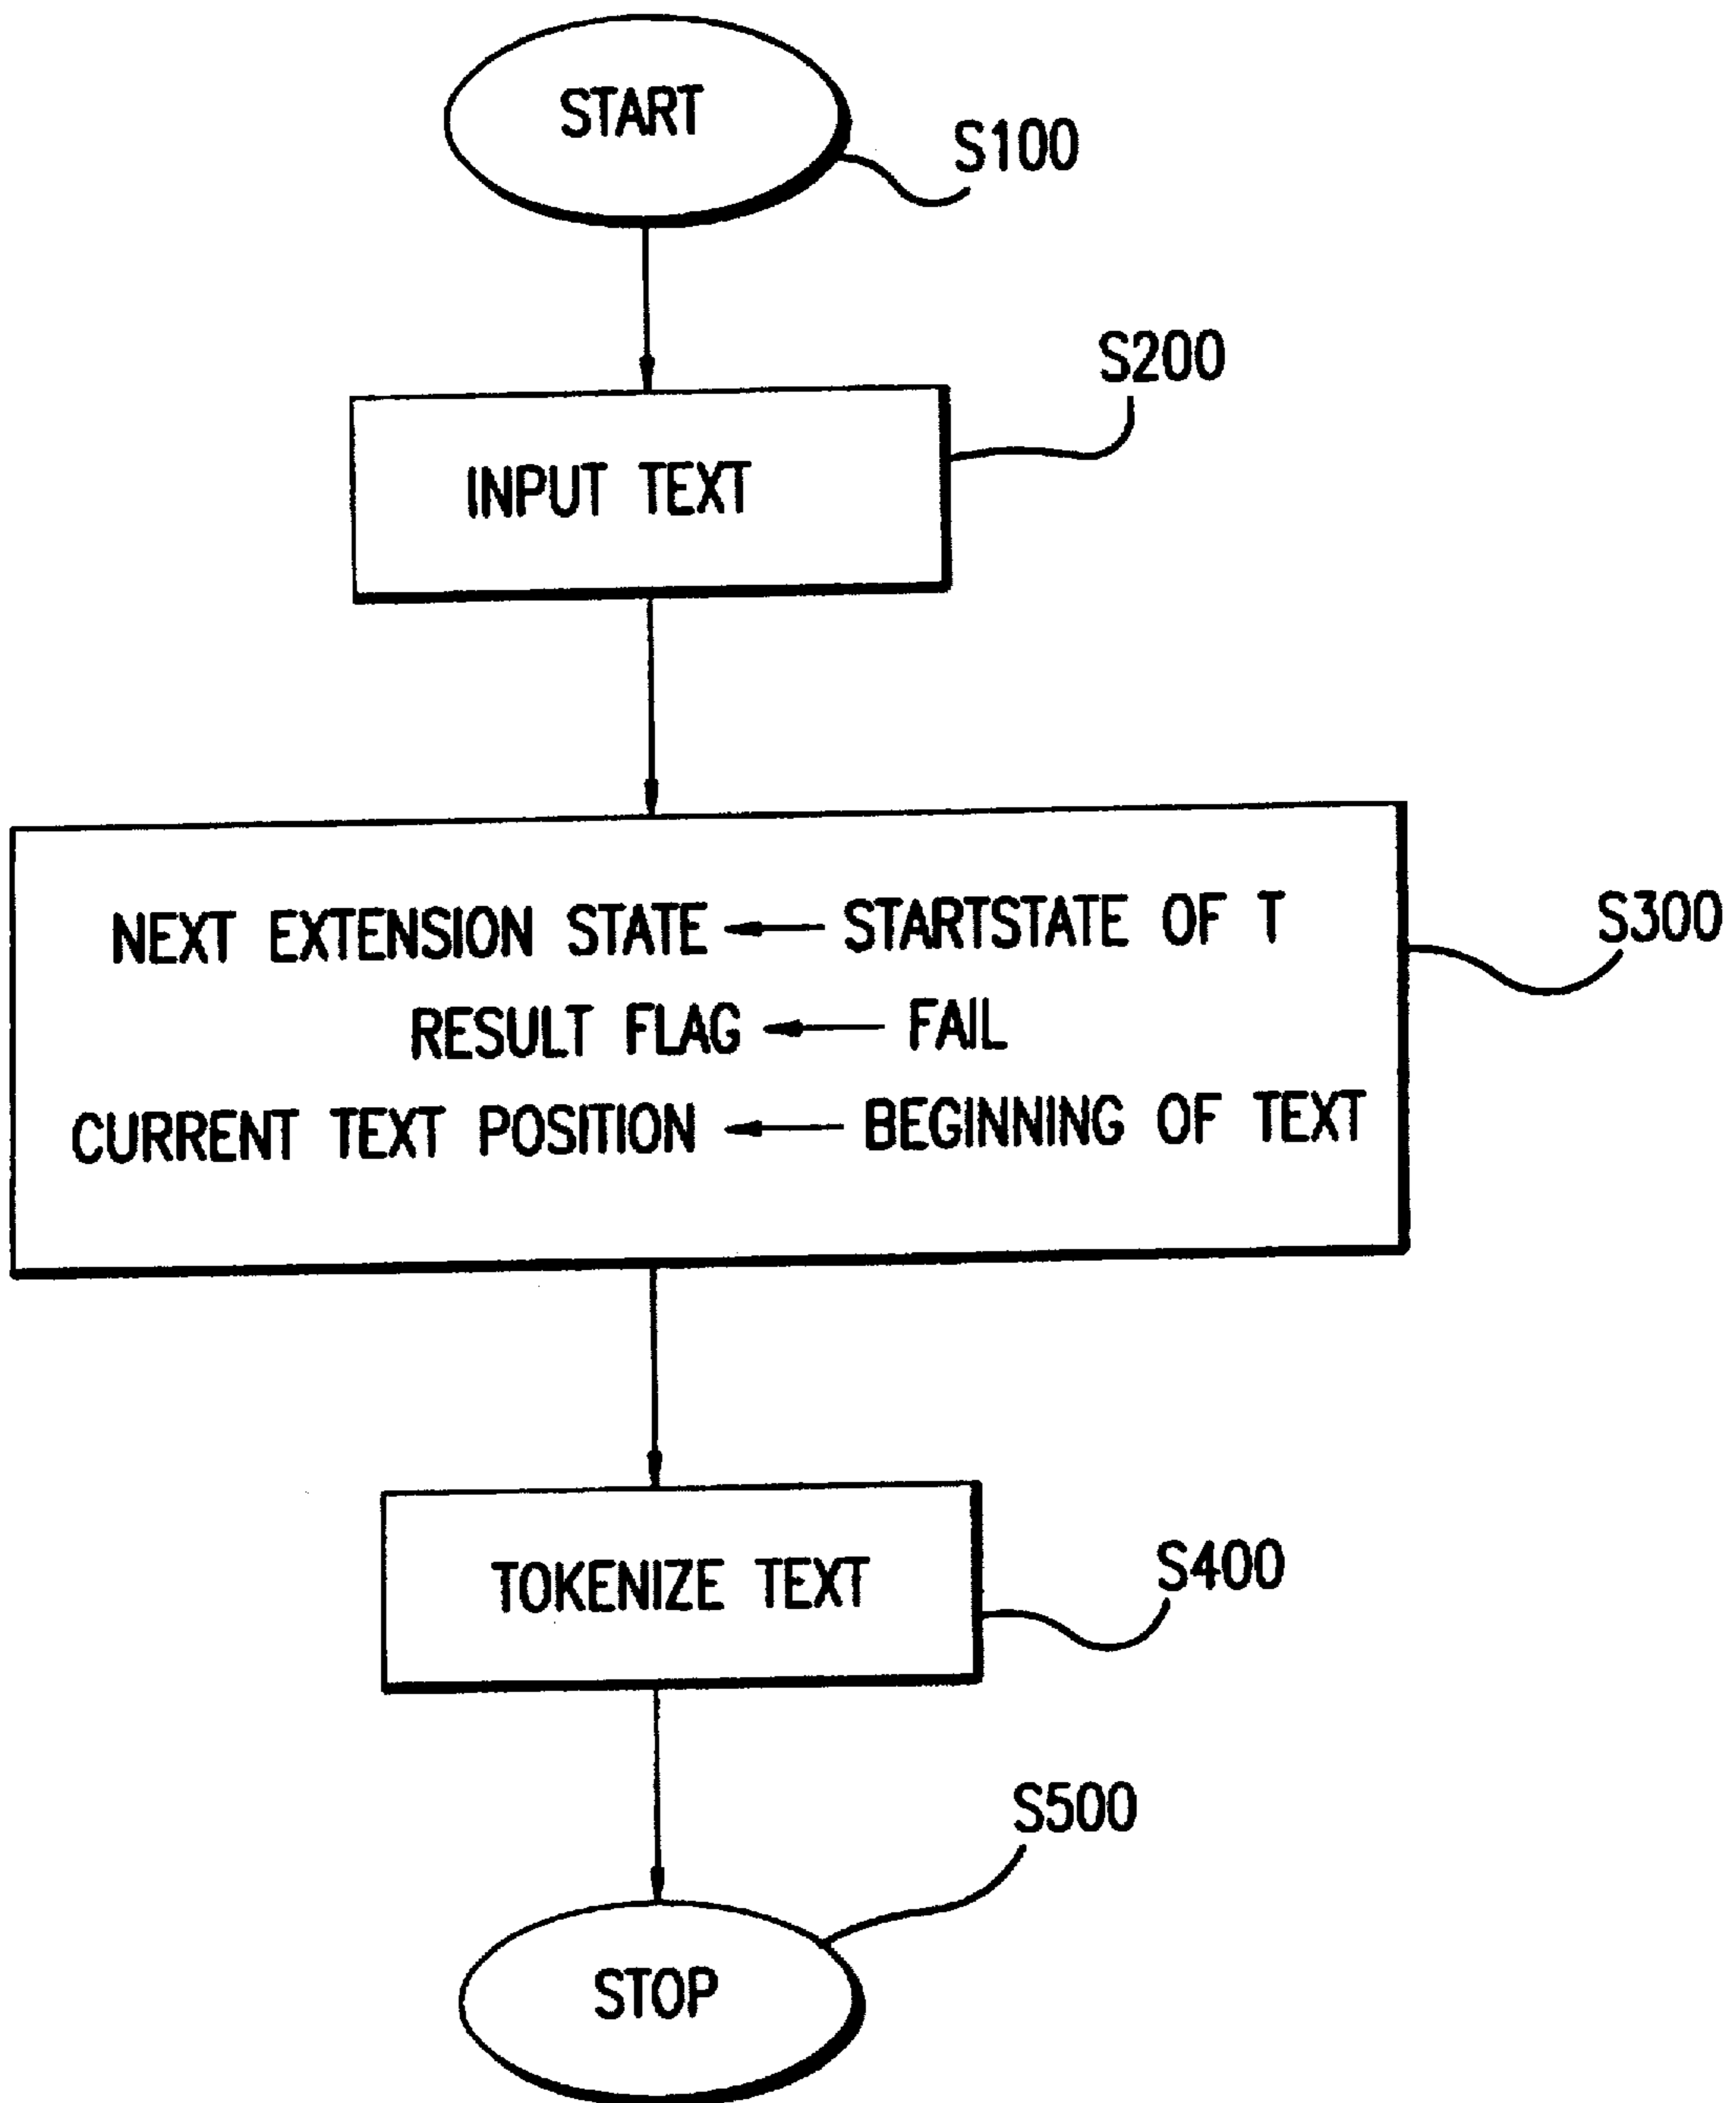 START
S100
S200
INPUT TEXT
NEXT EXTENSION STATE ← STARTSTATE OF T
S300
RESULT FLAG ← FAIL
CURRENT TEXT POSITION ← BEGINNING OF TEXT
TOKENIZE TEXT
S400
S500
STOP